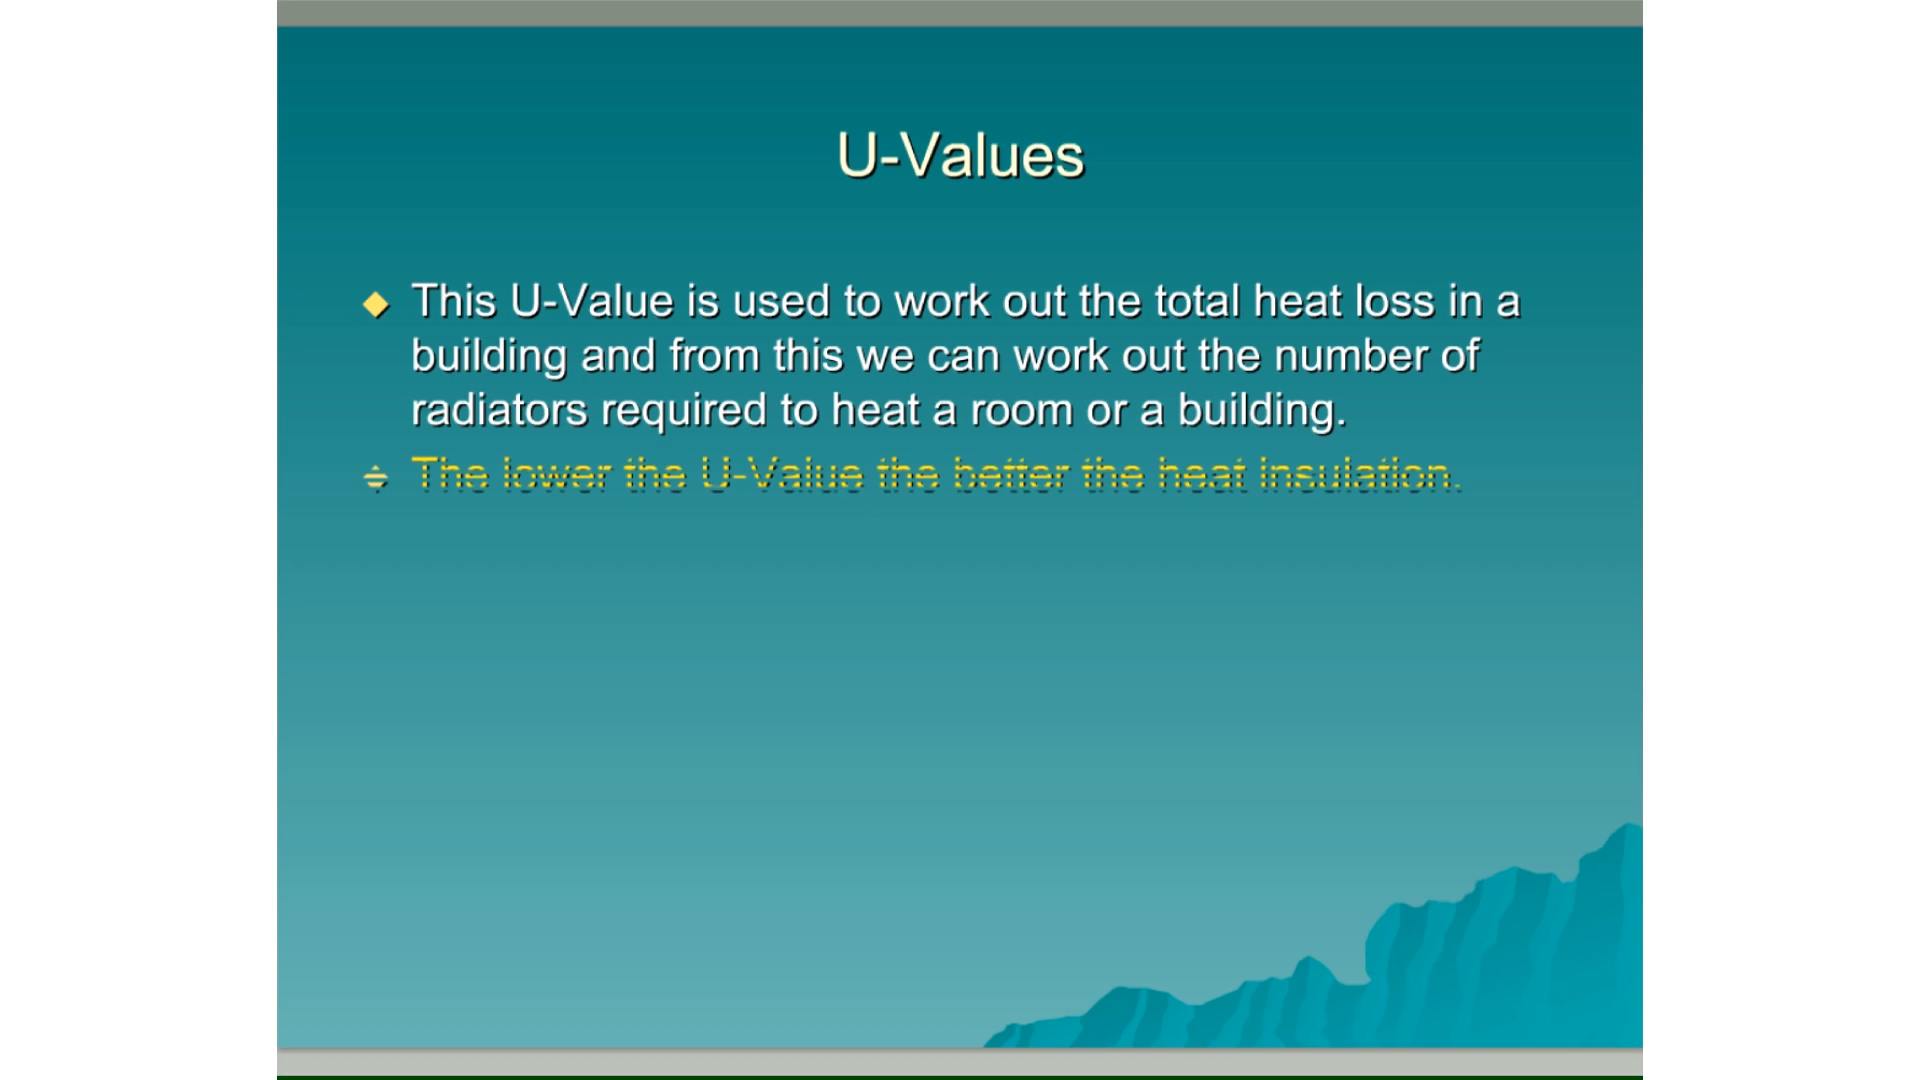 U-Values
This U-Value is used to work out the total heat loss in a
building and from this we can work out the number of
radiators required to heat a room or a building.
The lower the U-Value the better the heat insulation.